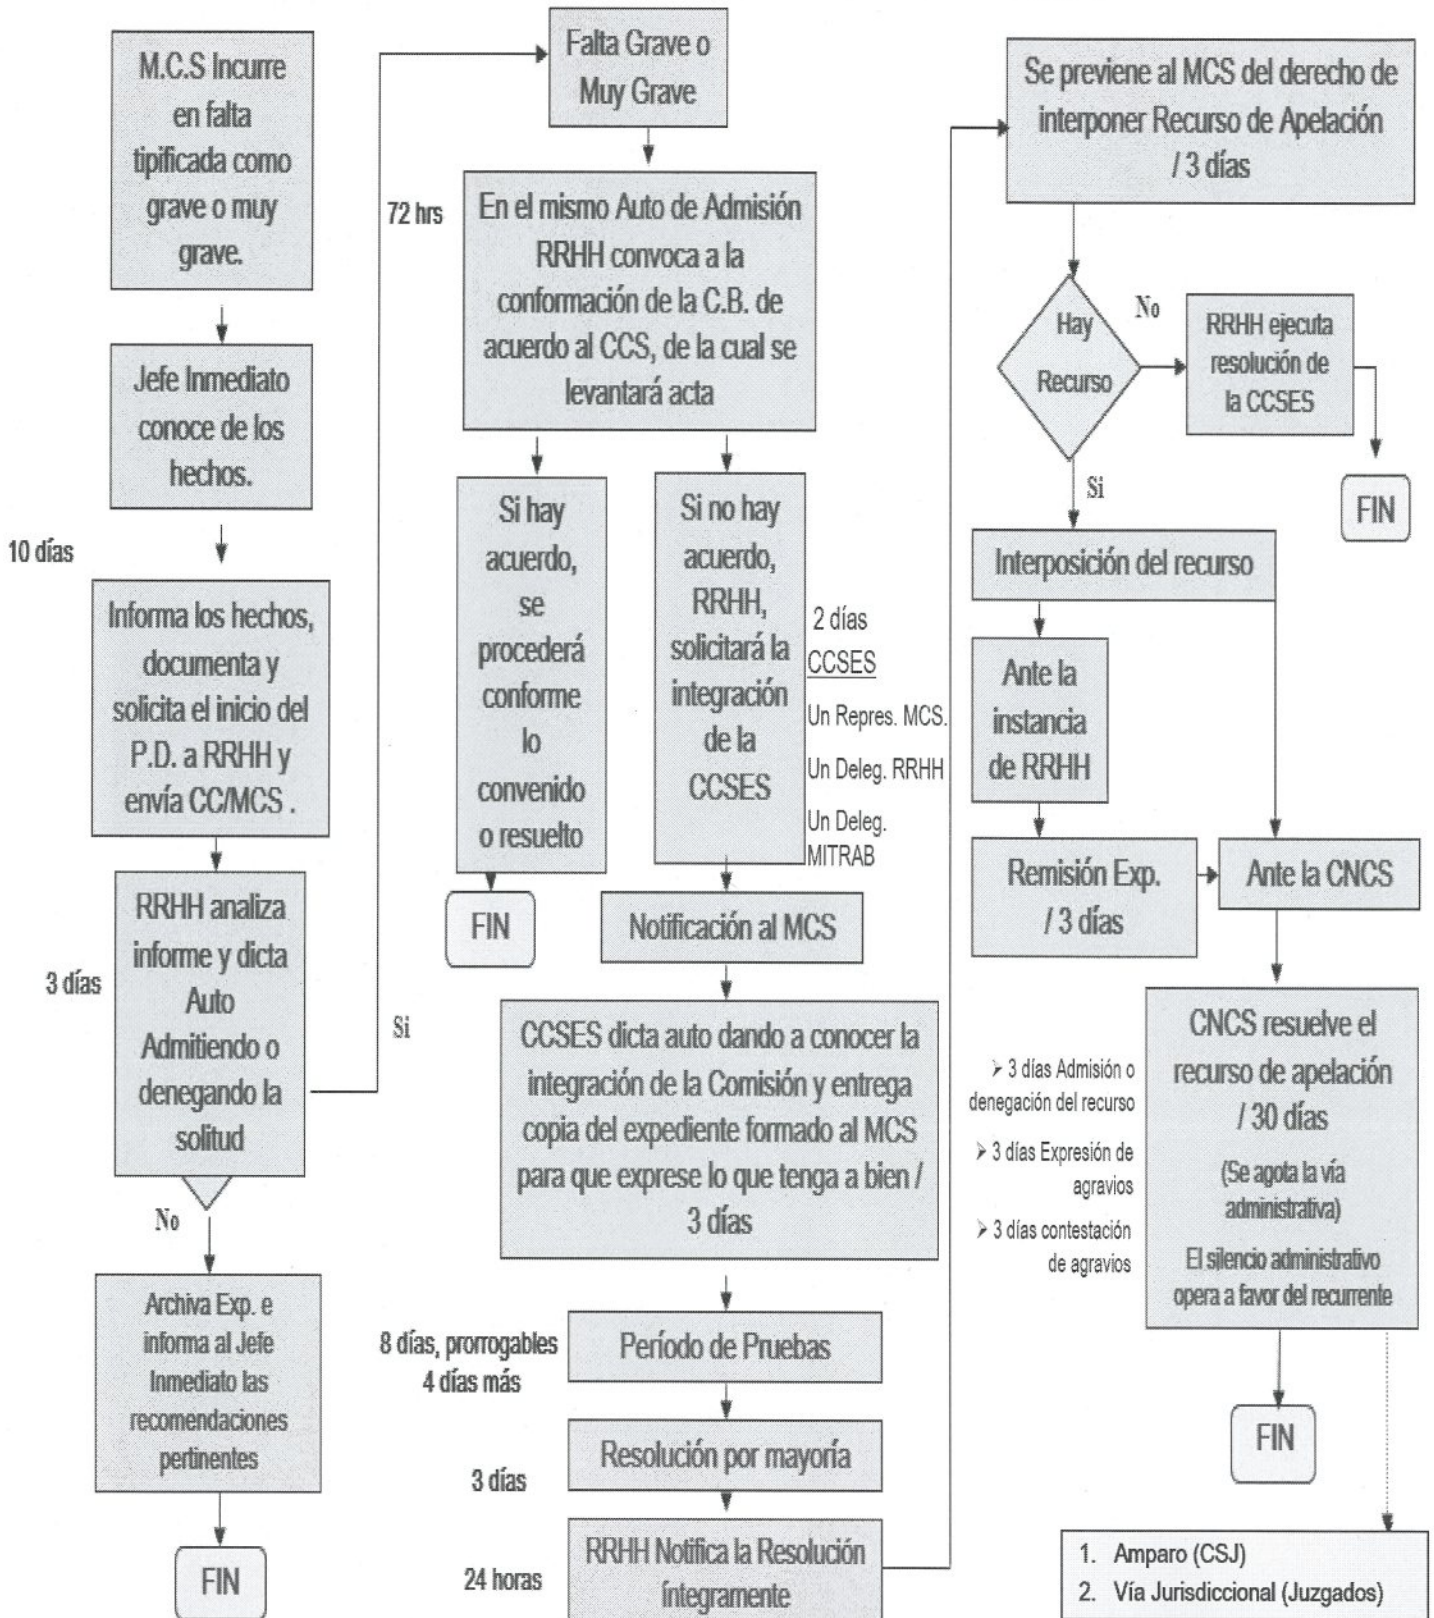 M.C.S Incurre
en falta
tipificada como
grave o muy
grave.
Jefe Inmediato
conoce de los
hechos.
10 días
Informa los hechos,
documenta y
solicita el inicio del
P.D. a RRHH y
envía CC/MCS .
3 días
RRHH analiza
informe y dicta
Auto
Admitiendo o
denegando la
solitud
Si
No
Archiva Exp. e
informa al Jefe
Inmediato las
recomendaciones
pertinentes
FIN
Falta Grave o
Muy Grave
72 hrs
En el mismo Auto de Admisión
RRHH convoca a la
conformación de la C.B. de
acuerdo al CCS, de la cual se
levantará acta
Si hay
acuerdo,
se
procederá
conforme
lo
convenido
o resuelto
FIN
Si no hay
acuerdo,
RRHH,
solicitará la
integración
de la
CCSES
2 días
CCSES
Un Repres. MCS.
Un Deleg. RRHH
Un Deleg.
MITRAB
Notificación al MCS
CCSES dicta auto dando a conocer la
integración de la Comisión y entrega
copia del expediente formado al MCS
para que exprese lo que tenga a bien /
3 días
8 días, prorrogables
4 días más
Período de Pruebas
Resolución por mayoría
3 días
RRHH Notifica la Resolución
íntegramente
24 horas
Se previene al MCS del derecho de
interponer Recurso de Apelación
/ 3 días
Hay
Recurso
No
RRHH ejecuta
resolución de
la CCSES
FIN
Si
Interposición del recurso
Ante la
instancia
de RRHH
Remisión Exp.
/ 3 días
Ante la CNCS
➢ 3 días Admisión o
denegación del recurso
➢ 3 días Expresión de
agravios
➢ 3 días contestación
de agravios
CNCS resuelve el
recurso de apelación
/ 30 días
(Se agota la vía
administrativa)
El silencio administrativo
opera a favor del recurrente
FIN
1. Amparo (CSJ)
2. Vía Jurisdiccional (Juzgados)